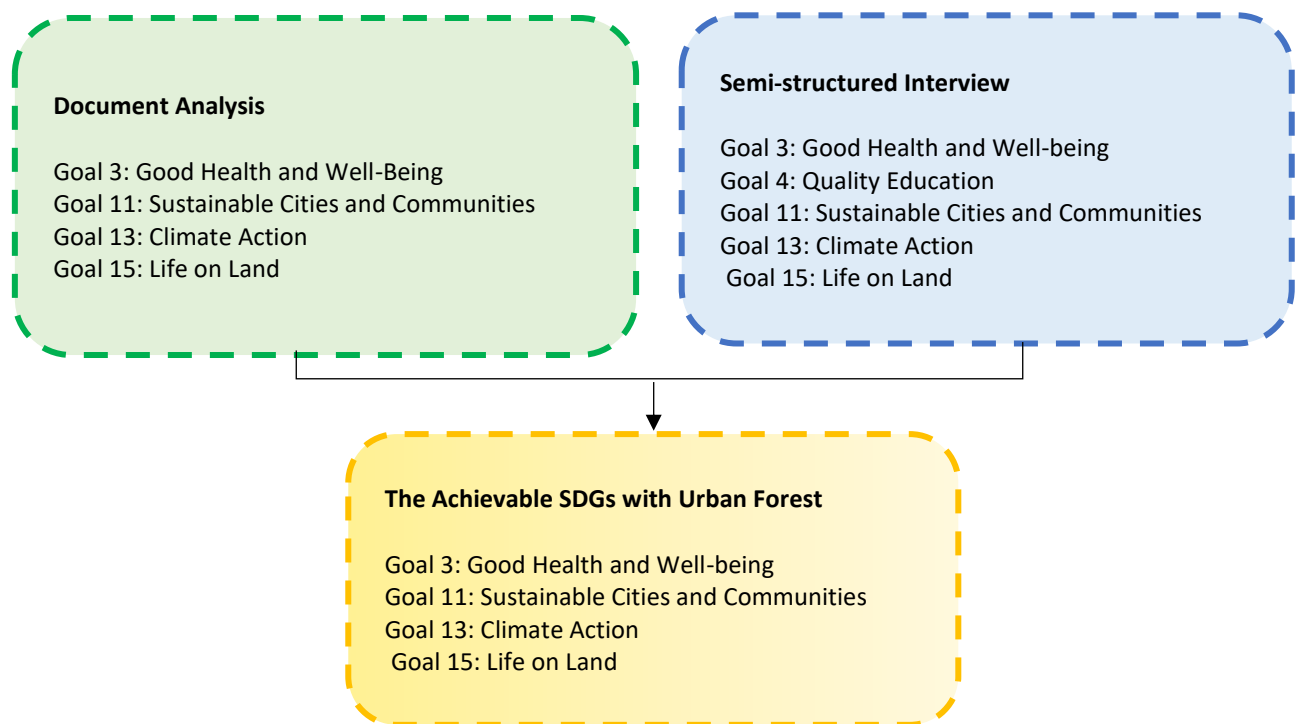 Document Analysis
Goal 3: Good Health and Well-Being
Goal 11: Sustainable Cities and Communities
Goal 13: Climate Action
Goal 15: Life on Land
Semi-structured Interview
Goal 3: Good Health and Well-being
Goal 4: Quality Education
Goal 11: Sustainable Cities and Communities
Goal 13: Climate Action
Goal 15: Life on Land
The Achievable SDGs with Urban Forest
Goal 3: Good Health and Well-being
Goal 11: Sustainable Cities and Communities
Goal 13: Climate Action
Goal 15: Life on Land